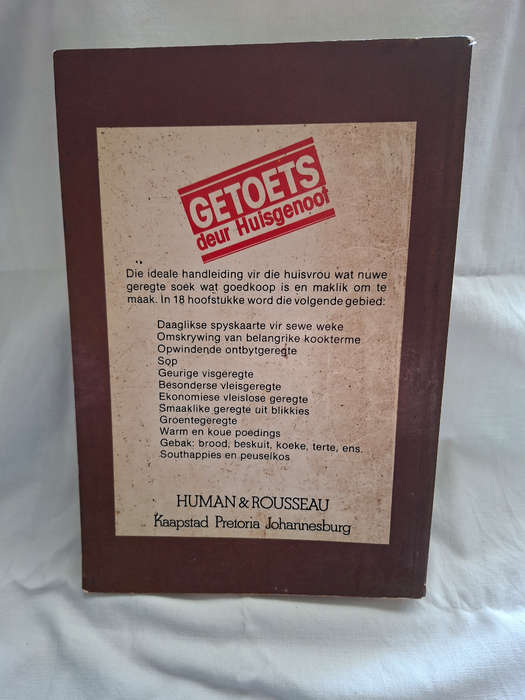 GETOETS
deur Huisgenoot
Die ideale handleiding vir die huisvrou wat nuwe
geregte soek wat goedkoop is en maklik om te
maak. In 18 hoofstukke word die volgende gebied:
Daaglikse spyskaarte vir sewe weke
Omskrywing van belangrike kookterme
Opwindende ontbytgeregte
Sop
Geurige visgeregte
Besonderse vleisgeregte
Ekonomiese vleislose geregte
Smaaklike geregte uit blikkies
Groentegeregte
Warm en koue poedings
Gebak: brood, beskuit, koeke, terte, ens.
Southappies en peuselkos
HUMAN & ROUSSEAU
Kaapstad Pretoria Johannesburg